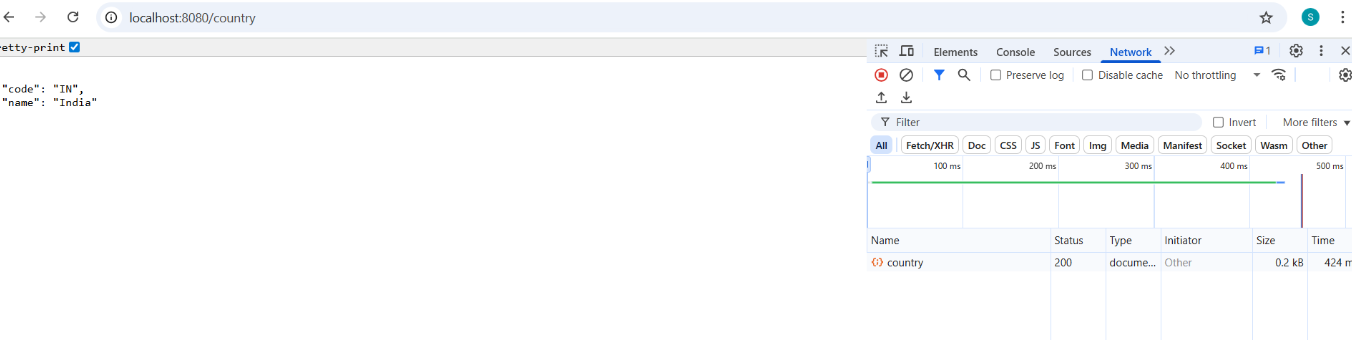 localhost:8080/country
S
retty-print
"code": "IN",
"name": "India"
Elements Console Sources Network 1
Preserve log Disable cache No throttling
Filter Invert More filters
All Fetch/XHR Doc CSS JS Font Img Media Manifest Socket Wasm Other
100 ms 200 ms 300 ms 400 ms 500 ms
Name Status Type Initiator Size Time
country 200 docume... Other 0.2 kB 424 m